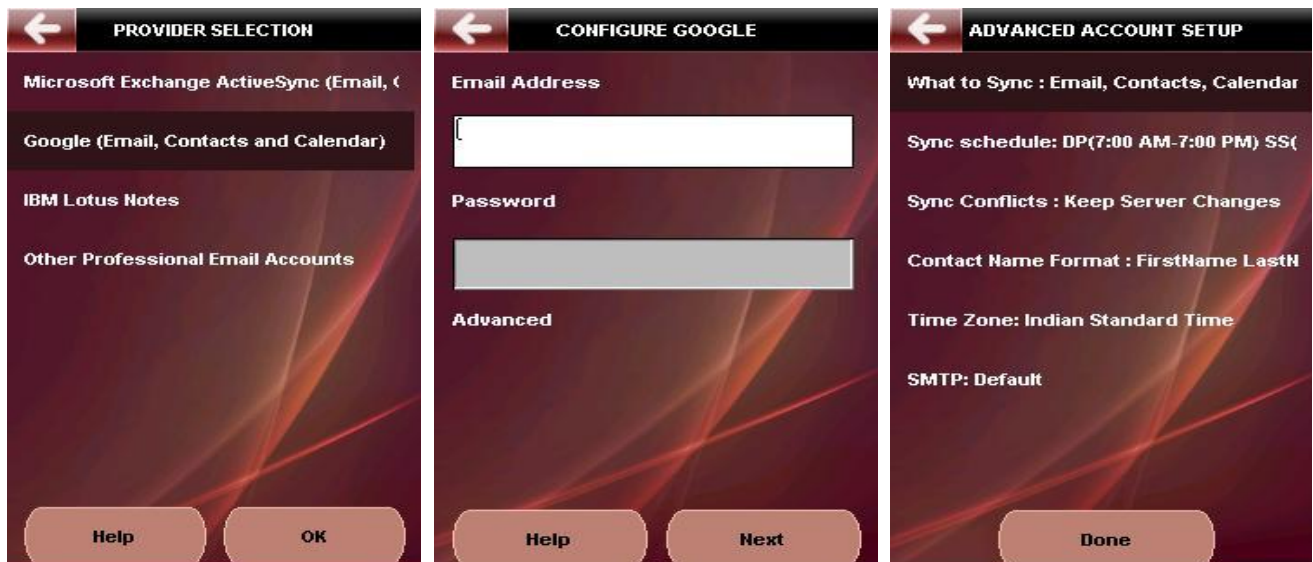 PROVIDER SELECTION
Microsoft Exchange ActiveSync (Email, C
Google (Email, Contacts and Calendar)
IBM Lotus Notes
Other Professional Email Accounts
Help
OK
CONFIGURE GOOGLE
Email Address
Password
Advanced
Help
Next
ADVANCED ACCOUNT SETUP
What to Sync : Email, Contacts, Calendar
Sync schedule: DP(7:00 AM-7:00 PM) SS(
Sync Conflicts : Keep Server Changes
Contact Name Format : FirstName LastN
Time Zone: Indian Standard Time
SMTP: Default
Done